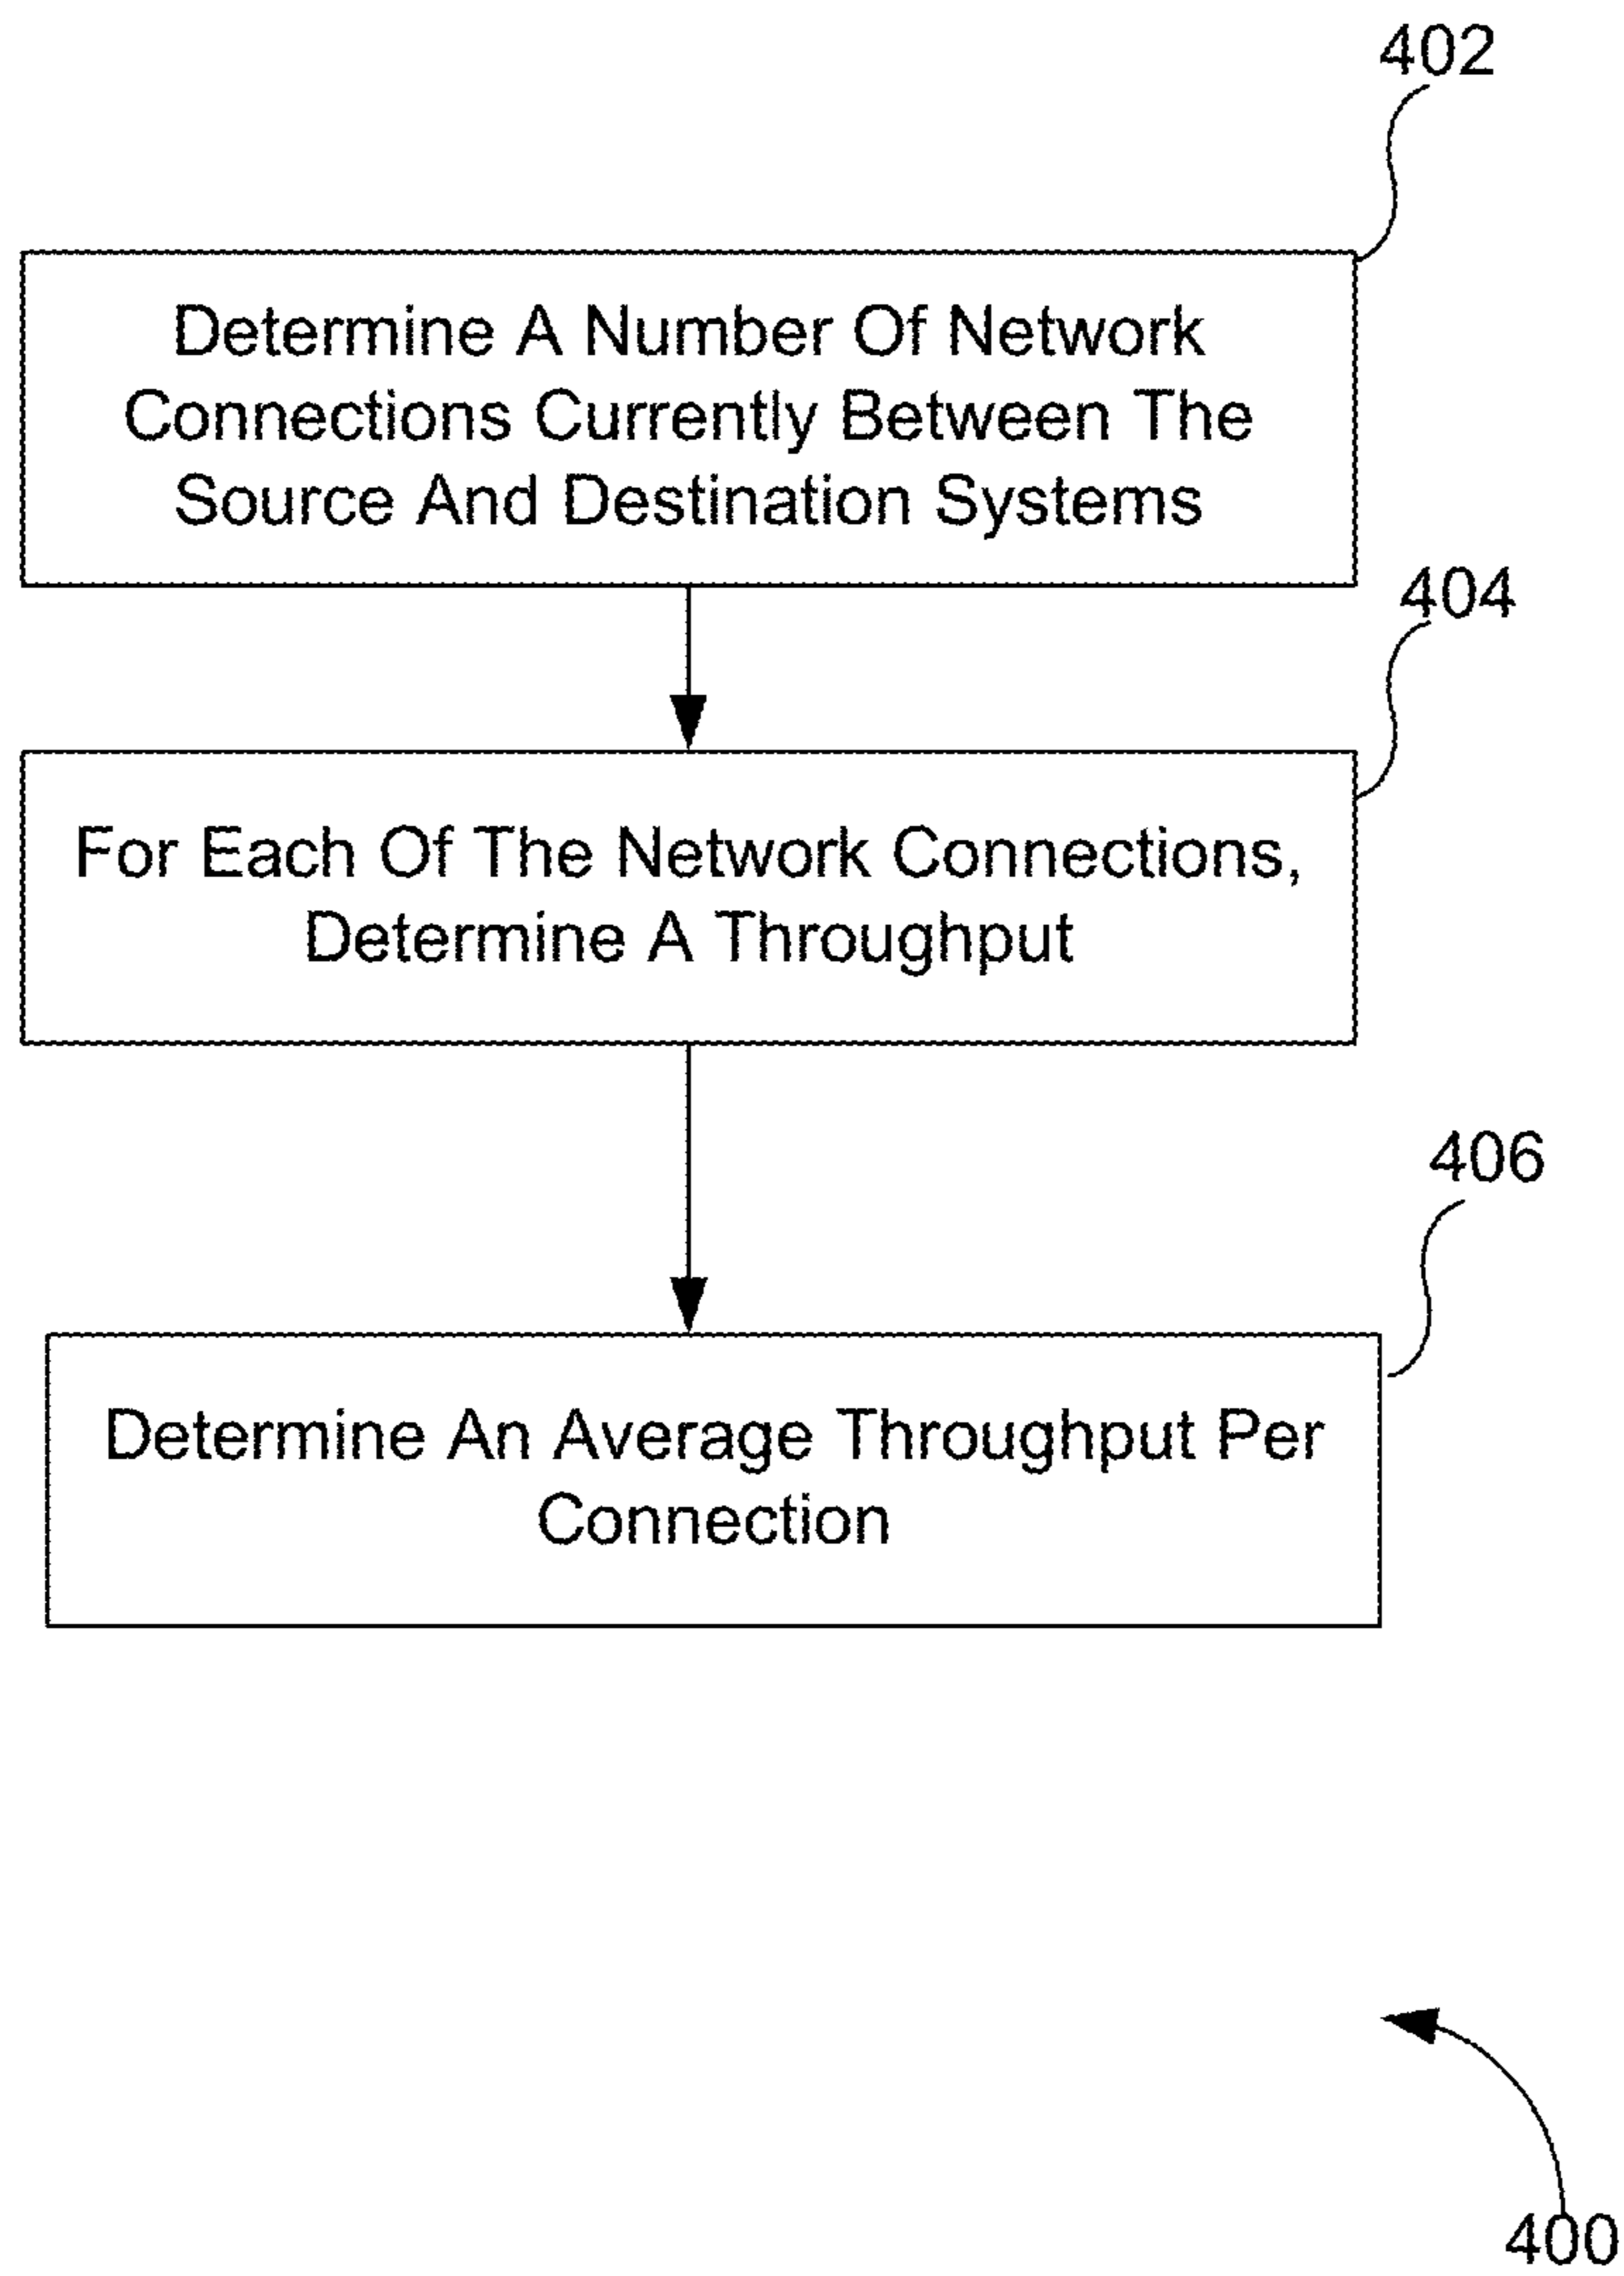 402
Determine A Number Of Network
Connections Currently Between The
Source And Destination Systems
404
For Each Of The Network Connections,
Determine A Throughput
406
Determine An Average Throughput Per
Connection
400